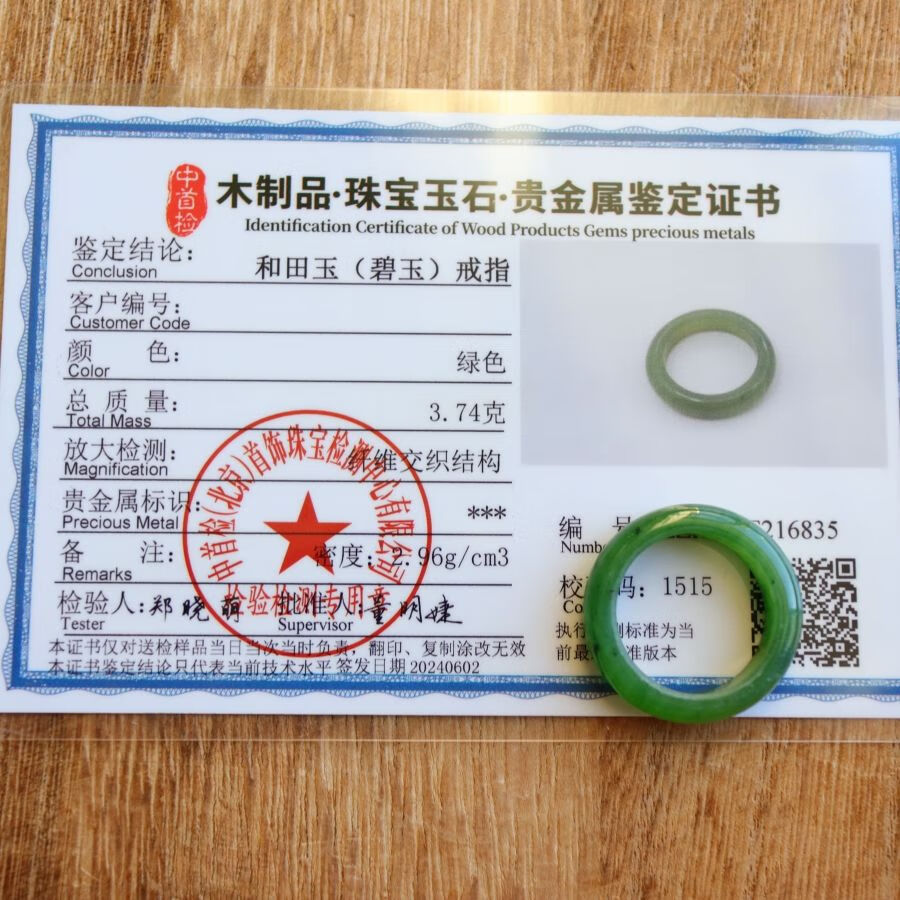 中首检
木制品·珠宝玉石·贵金属鉴定证书
Identification Certificate of Wood Products Gems precious metals
鉴定结论：
Conclusion
和田玉（碧玉）戒指
客户编号：
Customer Code
颜 色：
Color
绿色
总 质 量：
Total Mass
3.74克
放大检测：
Magnification
纤维交织结构
贵金属标识：
Precious Metal
***
备 注：
Remarks
密度：2.96g/cm3
检验人：郑晓萌
Tester
批准人：董明婕
Supervisor
中首检(北京)首饰珠宝检测中心有限公司
检验检测专用章
本证书仅对送检样品当日当次当时负责，翻印、复制涂改无效
本证书鉴定结论只代表当前技术水平 签发日期 20240602
编 号
Num
216835
校 码：1515
Co
执行 测标准为当
前最 准版本